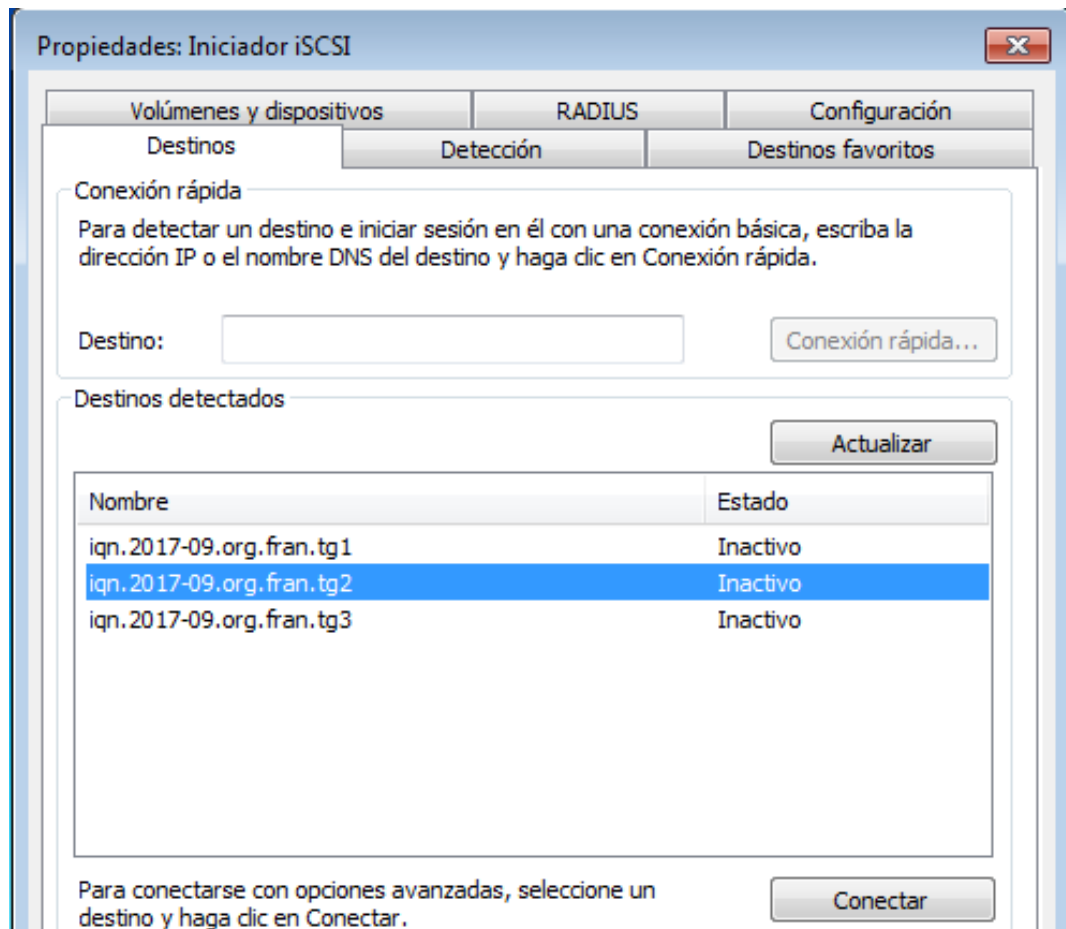 Propiedades: Iniciador iSCSI
Volúmenes y dispositivos
RADIUS
Configuración
Destinos
Detección
Destinos favoritos
Conexión rápida
Para detectar un destino e iniciar sesión en él con una conexión básica, escriba la
dirección IP o el nombre DNS del destino y haga clic en Conexión rápida.
Destino:
Conexión rápida...
Destinos detectados
Actualizar
Nombre Estado
iqn.2017-09.org.fran.tg1 Inactivo
iqn.2017-09.org.fran.tg2 Inactivo
iqn.2017-09.org.fran.tg3 Inactivo
Para conectarse con opciones avanzadas, seleccione un
destino y haga clic en Conectar.
Conectar